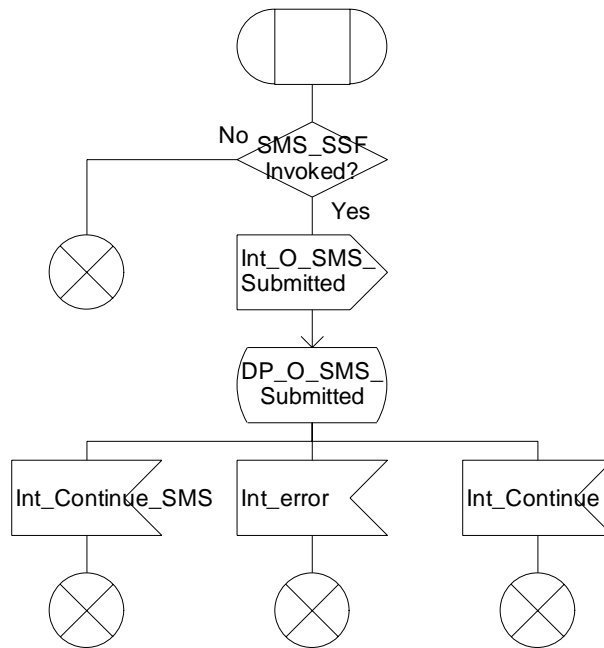 No
SMS_SSF
Invoked?
Yes
Int_O_SMS_
Submitted
DP_O_SMS_
Submitted
Int_Continue_SMS
Int_error
Int_Continue